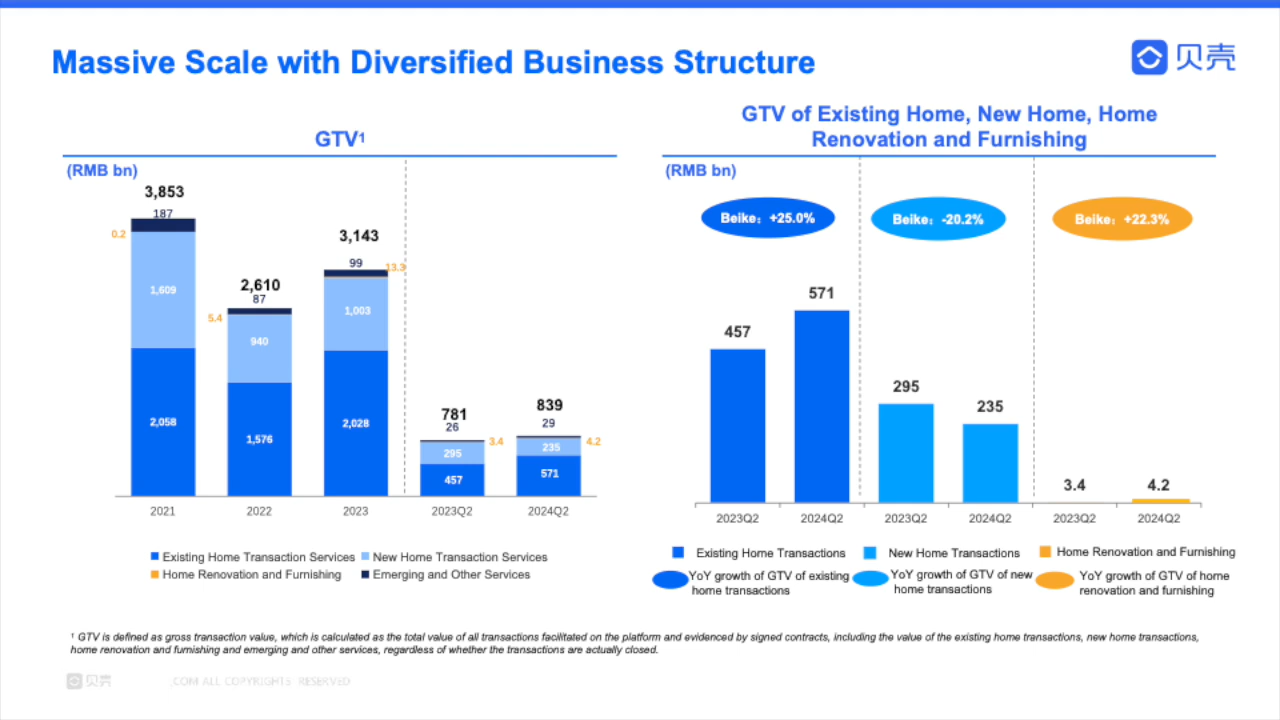 Massive Scale with Diversified Business Structure
贝壳
GTV¹
(RMB bn)
3,853
187
0.2
1,609
2,058
2,610
87
5.4
940
1,576
3,143
99
13.3
1,003
2,028
781
26
3.4
295
457
839
29
4.2
235
571
2021 2022 2023 2023Q2 2024Q2
Existing Home Transaction Services New Home Transaction Services
Home Renovation and Furnishing Emerging and Other Services
GTV of Existing Home, New Home, Home
Renovation and Furnishing
(RMB bn)
Beike: +25.0% Beike: -20.2% Beike: +22.3%
457 571 295 235 3.4 4.2
2023Q2 2024Q2 2023Q2 2024Q2 2023Q2 2024Q2
Existing Home Transactions New Home Transactions Home Renovation and Furnishing
YoY growth of GTV of existing
home transactions
YoY growth of GTV of new
home transactions
YoY growth of GTV of home
renovation and furnishing
¹ GTV is defined as gross transaction value, which is calculated as the total value of all transactions facilitated on the platform and evidenced by signed contracts, including the value of the existing home transactions, new home transactions,
home renovation and furnishing and emerging and other services, regardless of whether the transactions are actually closed.
贝壳 .COM ALL COPYRIGHTS RESERVED